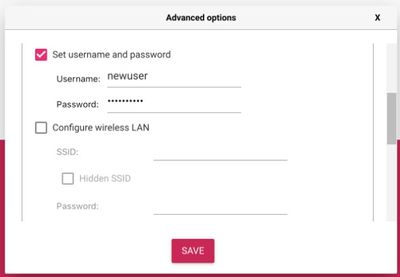 Advanced options X
Set username and password
Username: newuser
Password: ••••••••••
Configure wireless LAN
SSID:
Hidden SSID
Password:
SAVE